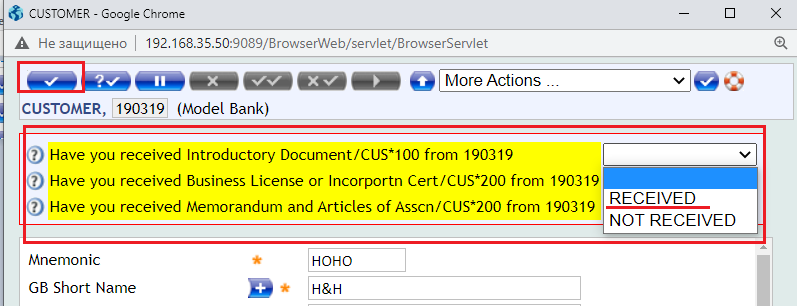 CUSTOMER - Google Chrome
Не защищено 192.168.35.50:9089/BrowserWeb/servlet/BrowserServlet
More Actions ...
CUSTOMER, 190319 (Model Bank)
Have you received Introductory Document/CUS*100 from 190319
Have you received Business License or Incorportn Cert/CUS*200 from 190319
RECEIVED
Have you received Memorandum and Articles of Asscn/CUS*200 from 190319
NOT RECEIVED
Mnemonic * HOHO
GB Short Name * H&H